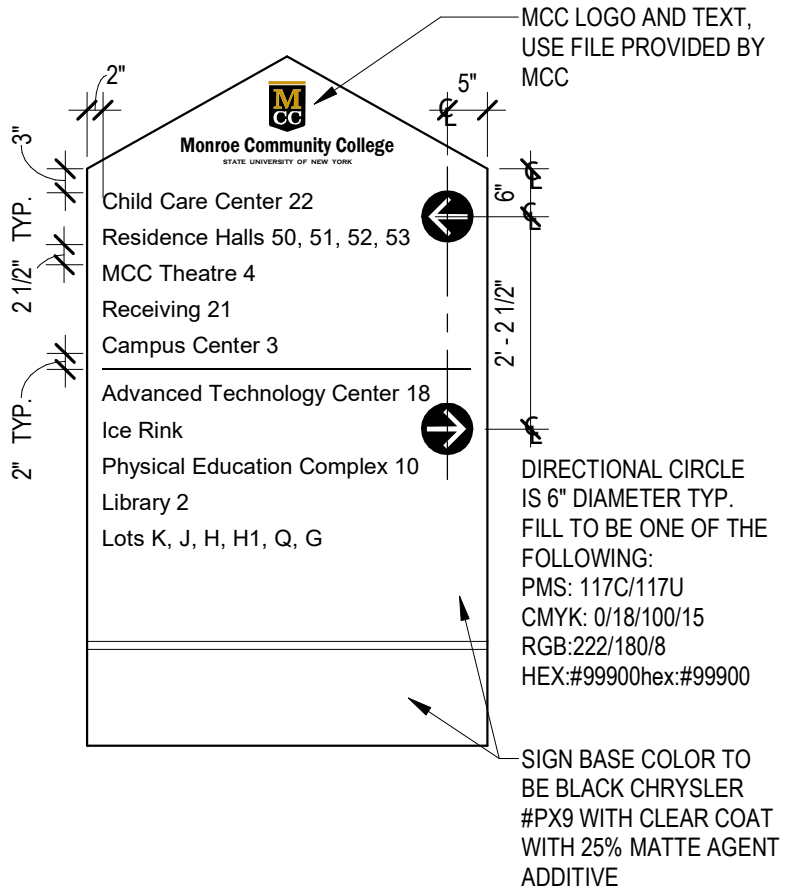 MCC LOGO AND TEXT,
USE FILE PROVIDED BY
MCC
2"
5"
CL
M
CC
Monroe Community College
STATE UNIVERSITY OF NEW YORK
3"
CL
6"
CL
Child Care Center 22
Residence Halls 50, 51, 52, 53
MCC Theatre 4
Receiving 21
Campus Center 3
2 1/2" TYP.
2' - 2 1/2"
2" TYP.
Advanced Technology Center 18
Ice Rink
Physical Education Complex 10
Library 2
Lots K, J, H, H1, Q, G
CL
DIRECTIONAL CIRCLE
IS 6" DIAMETER TYP.
FILL TO BE ONE OF THE
FOLLOWING:
PMS: 117C/117U
CMYK: 0/18/100/15
RGB:222/180/8
HEX:#99900hex:#99900
SIGN BASE COLOR TO
BE BLACK CHRYSLER
#PX9 WITH CLEAR COAT
WITH 25% MATTE AGENT
ADDITIVE